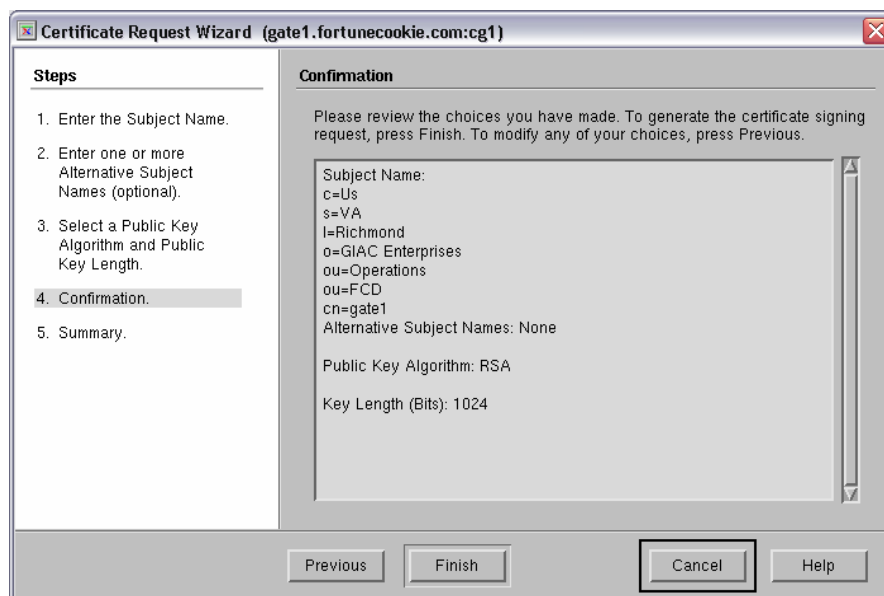 Certificate Request Wizard (gate1.fortunecookie.com:cg1)
Steps
1. Enter the Subject Name.
2. Enter one or more
Alternative Subject
Names (optional).
3. Select a Public Key
Algorithm and Public
Key Length.
4. Confirmation.
5. Summary.
Confirmation
Please review the choices you have made. To generate the certificate signing
request, press Finish. To modify any of your choices, press Previous.
Subject Name:
c=Us
s=VA
l=Richmond
o=GIAC Enterprises
ou=Operations
ou=FCD
cn=gate1
Alternative Subject Names: None
Public Key Algorithm: RSA
Key Length (Bits): 1024
Previous
Finish
Cancel
Help